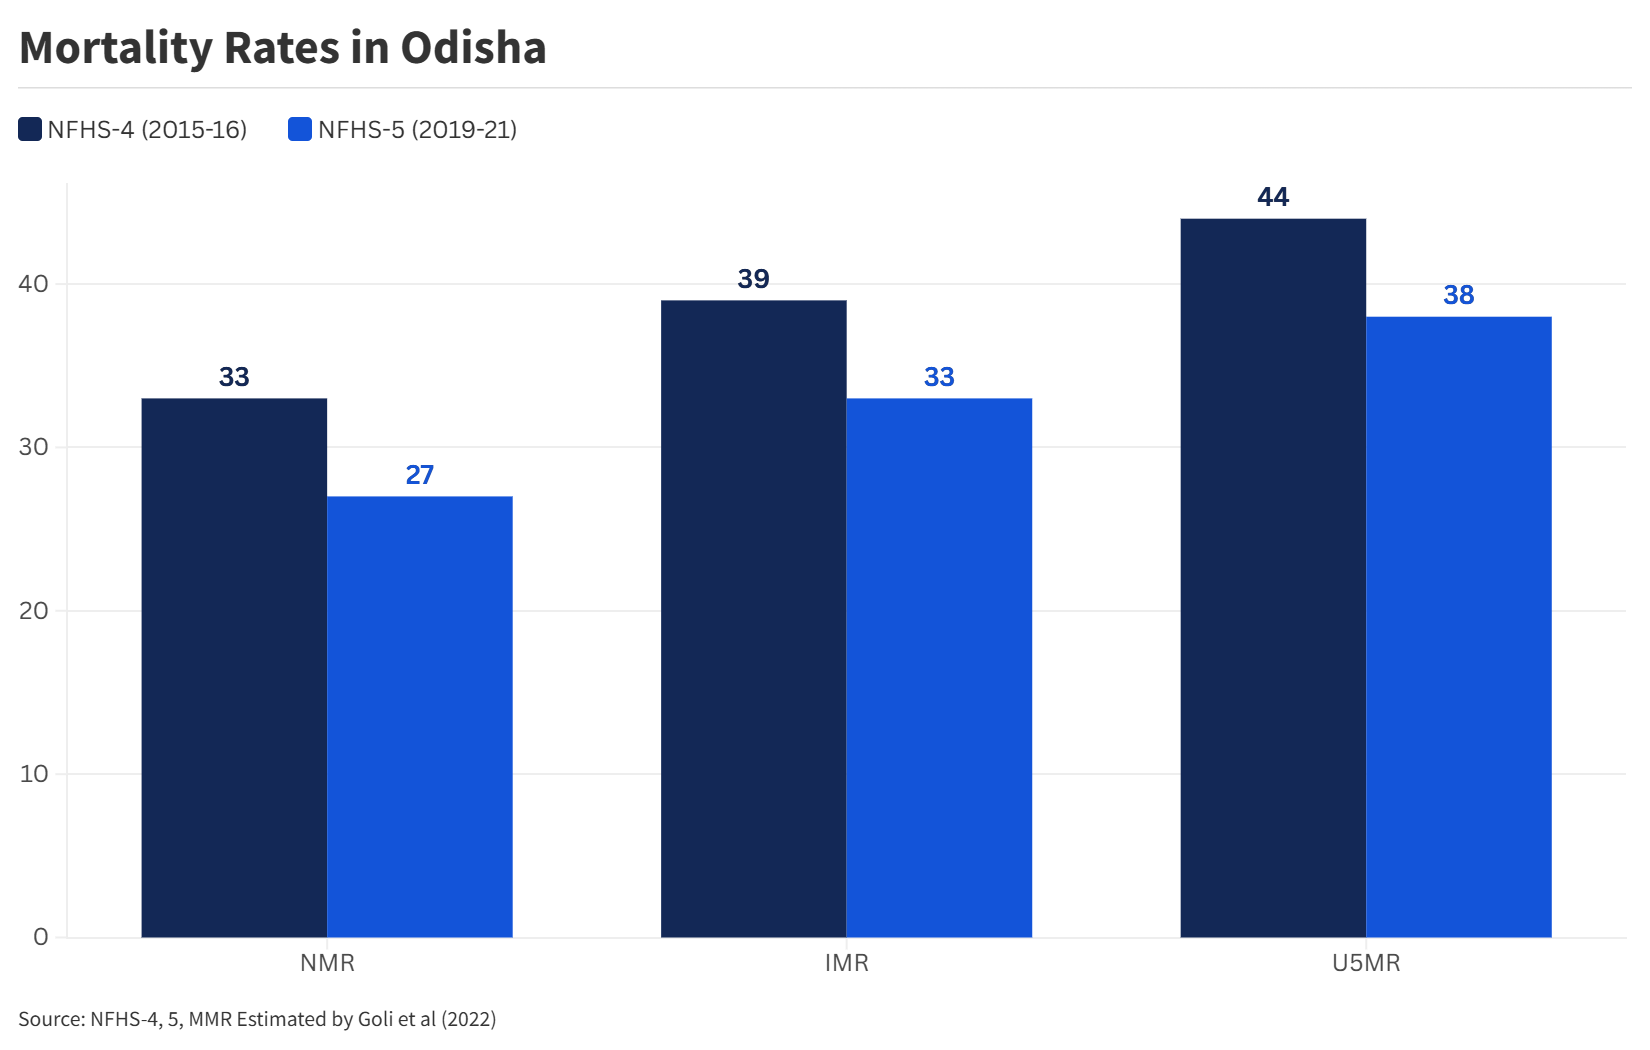 Mortality Rates in Odisha
NFHS-4 (2015-16) NFHS-5 (2019-21)
44
39
40
38
33
33
30
27
20
10
0
NMR IMR U5MR
Source: NFHS-4, 5, MMR Estimated by Goli et al (2022)